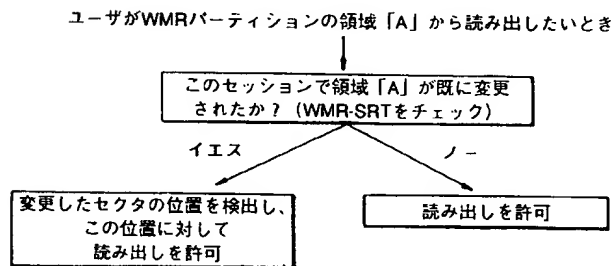 ユーザがWMRパーティションの領域「A」から読み出したいとき
このセッションで領域「A」が既に変更
されたか？（WMR-SRTをチェック）
イエス
ノー
変更したセクタの位置を検出し、
この位置に対して
読み出しを許可
読み出しを許可